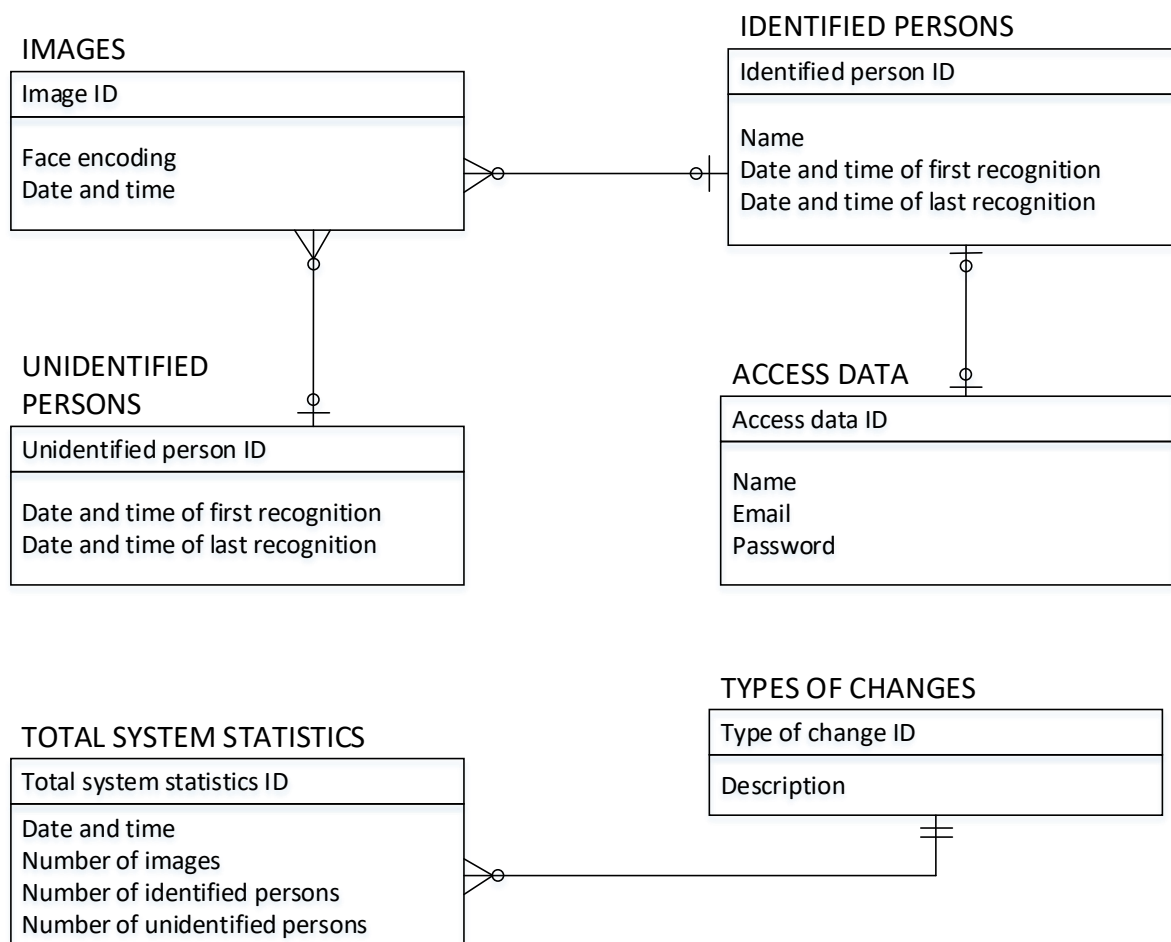 IMAGES
Image ID
Face encoding
Date and time
IDENTIFIED PERSONS
Identified person ID
Name
Date and time of first recognition
Date and time of last recognition
UNIDENTIFIED
PERSONS
Unidentified person ID
Date and time of first recognition
Date and time of last recognition
ACCESS DATA
Access data ID
Name
Email
Password
TOTAL SYSTEM STATISTICS
Total system statistics ID
Date and time
Number of images
Number of identified persons
Number of unidentified persons
TYPES OF CHANGES
Type of change ID
Description